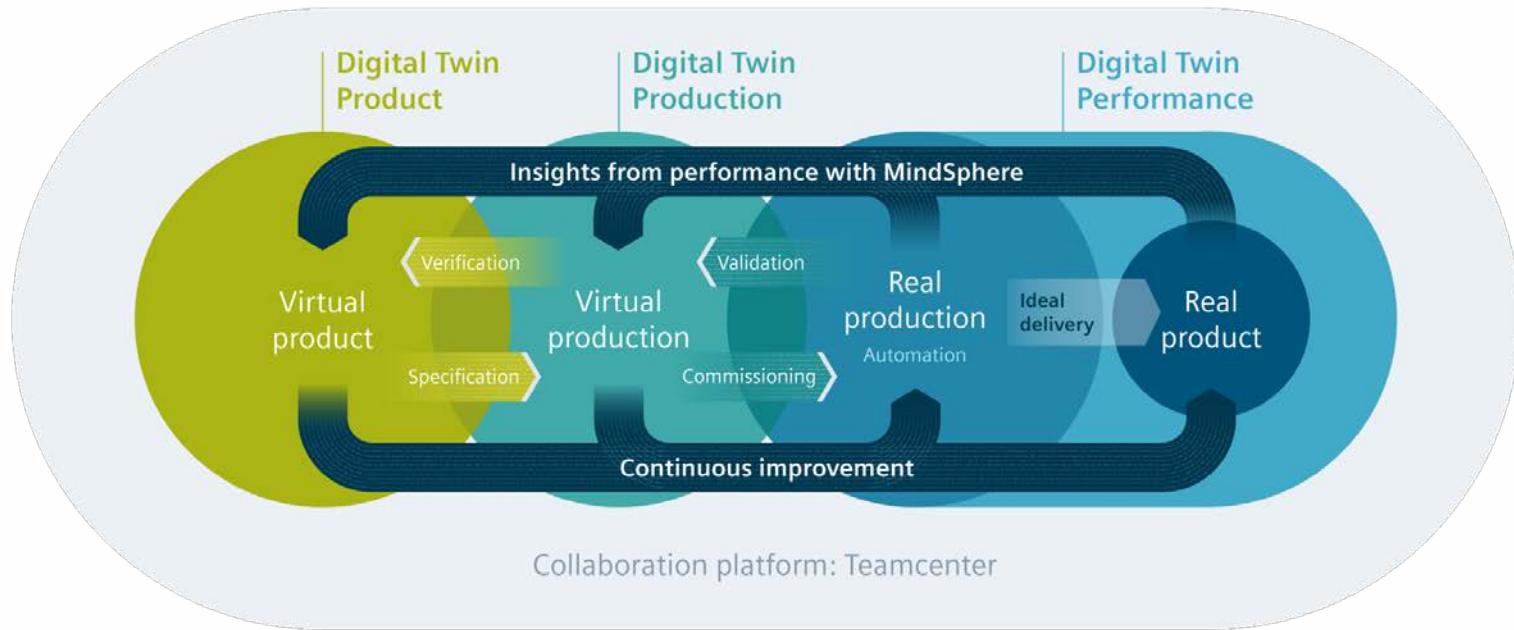 Digital Twin
Product
Digital Twin
Production
Digital Twin
Performance
Insights from performance with MindSphere
Verification
Validation
Virtual
product
Virtual
production
Real
production
Automation
Ideal
delivery
Real
product
Specification
Commissioning
Continuous improvement
Collaboration platform: Teamcenter